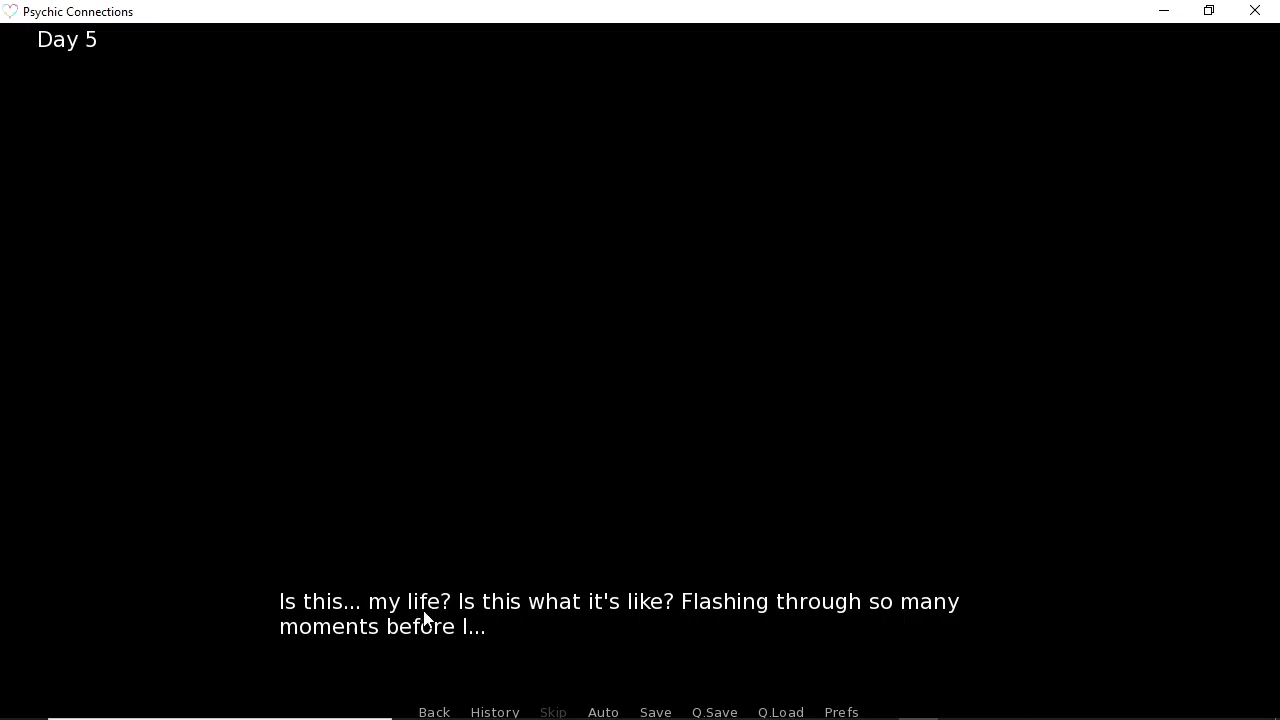 Psychic Connections
Day 5
Is this... my life? Is this what it's like? Flashing through so many
moments before I...
Back History Skip Auto Save Q.Save Q.Load Prefs